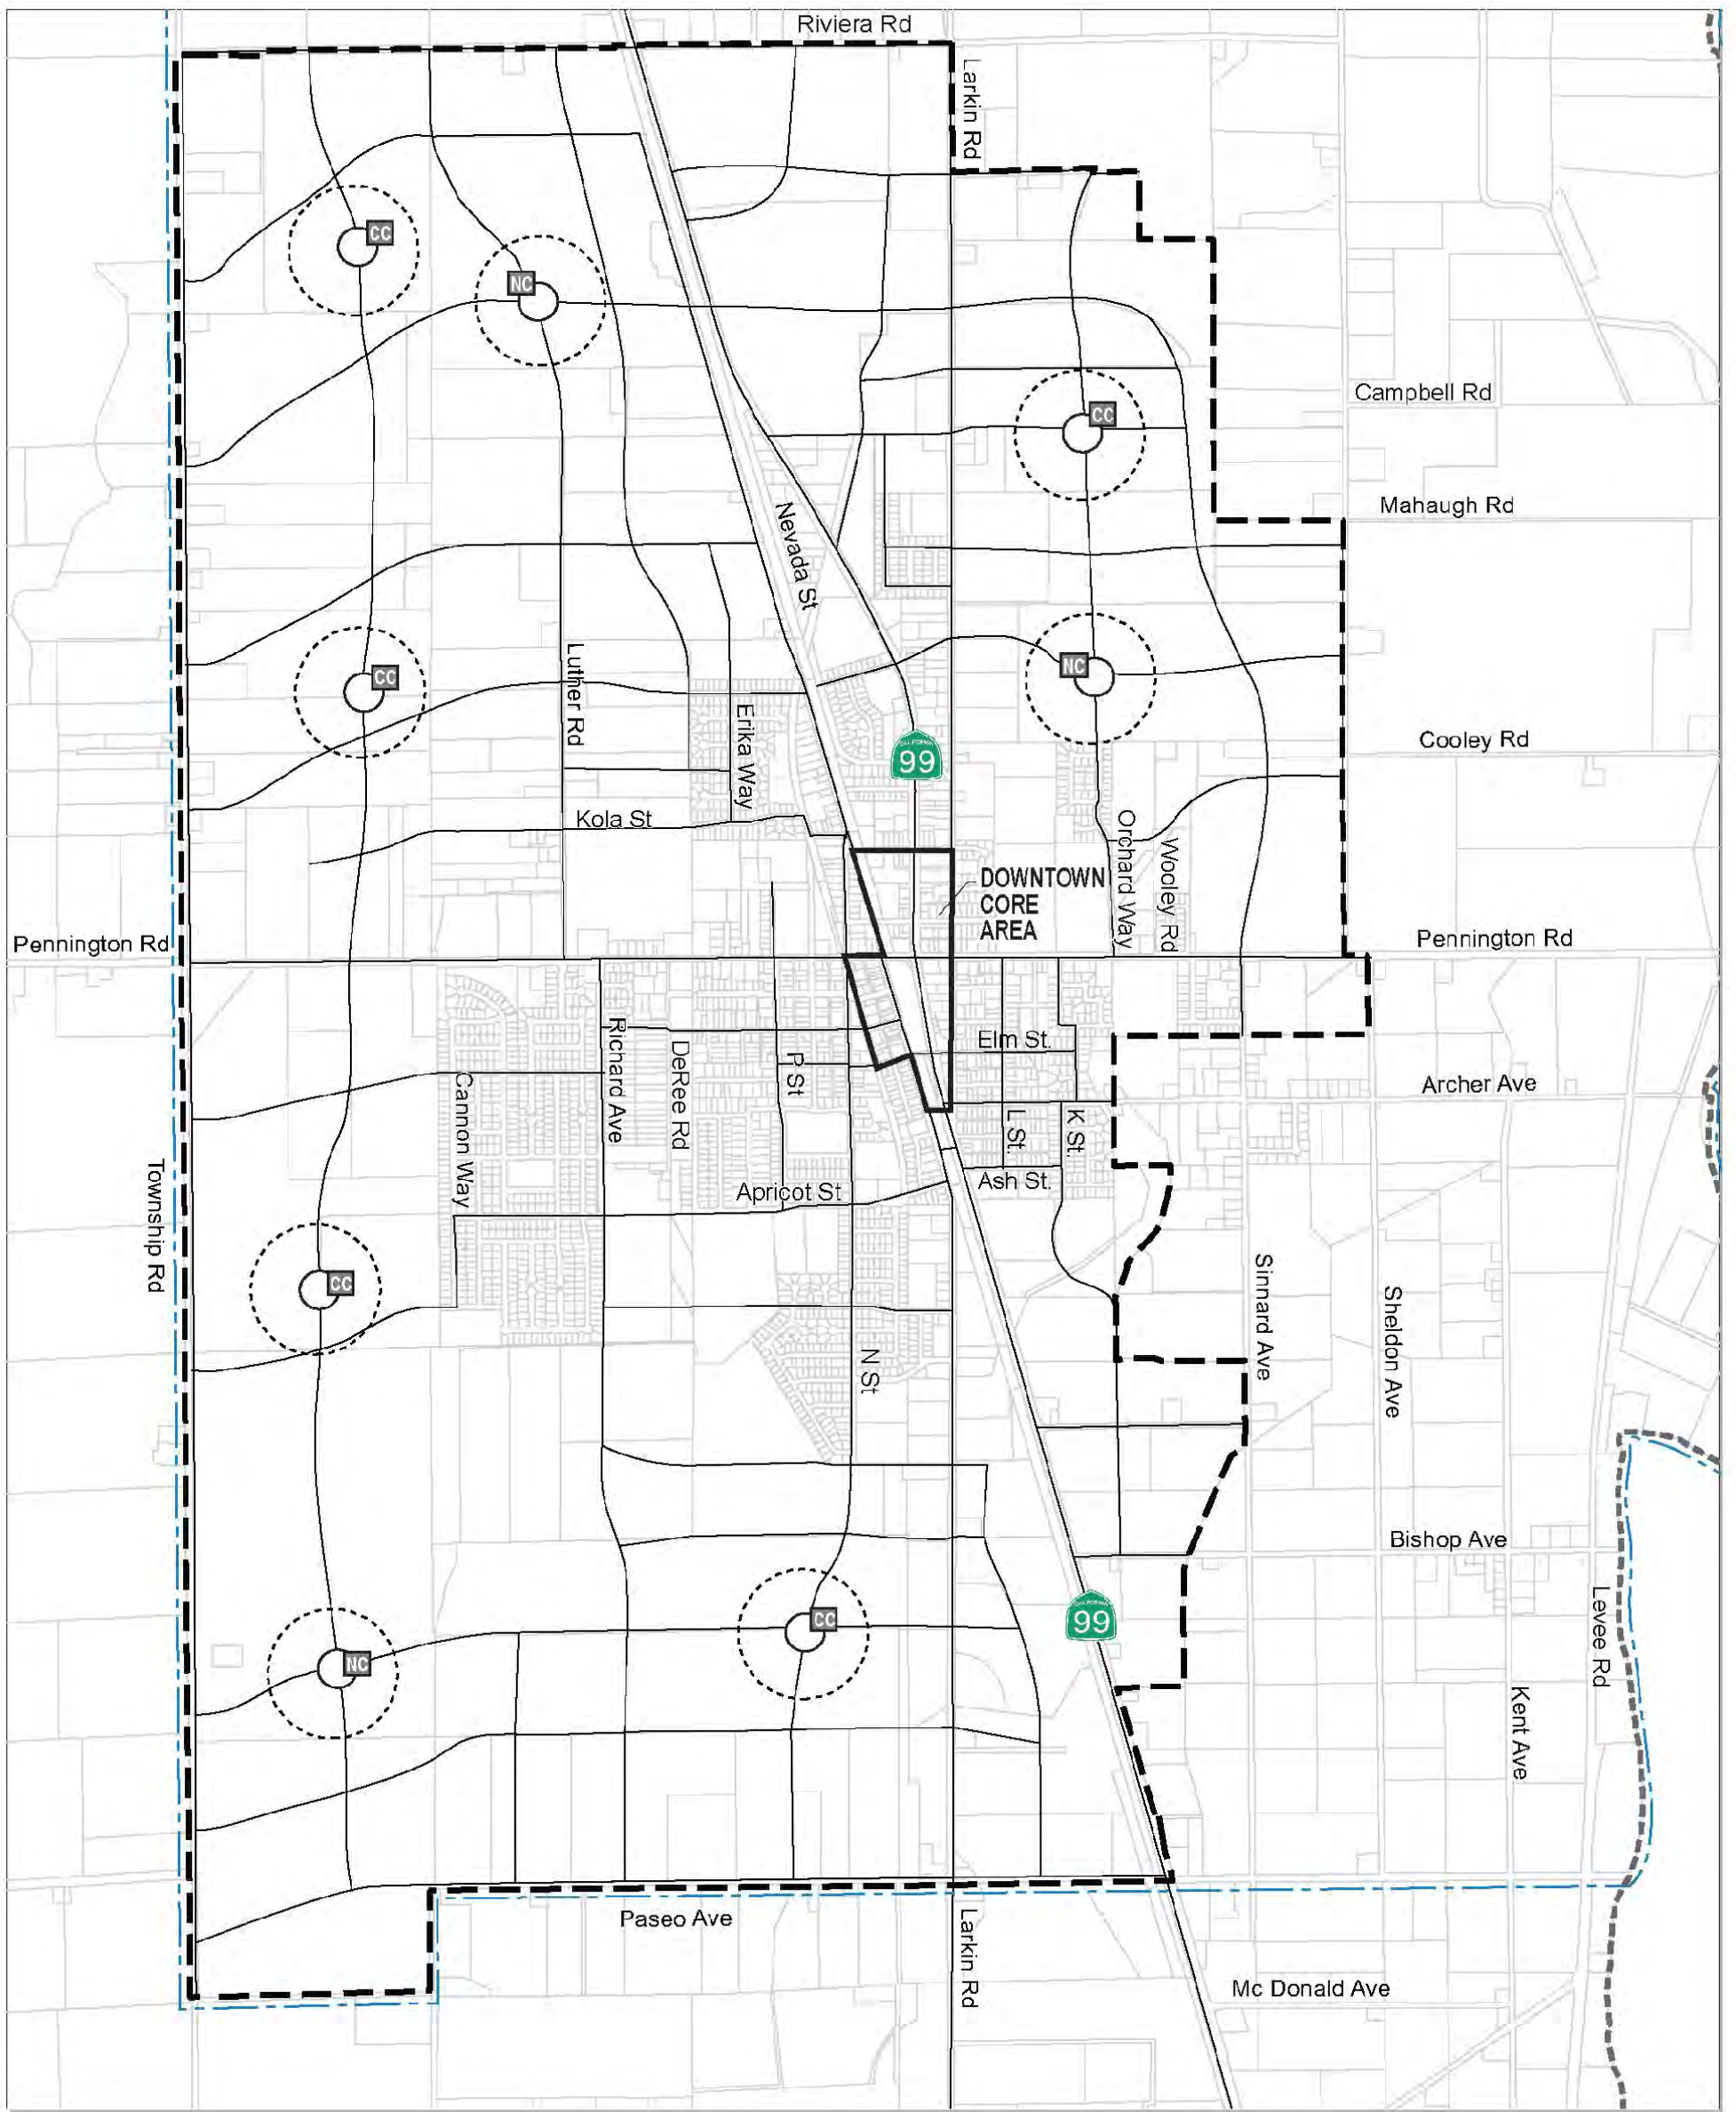 Riviera Rd
Larkin Rd
CC
NC
Campbell Rd
CC
Mahaugh Rd
Nevada St
Luther Rd
NC
CC
Erika Way
Cooley Rd
CALIFORNIA
99
Kola St
Orchard Way
Wooley Rd
DOWNTOWN
CORE
AREA
Pennington Rd
Pennington Rd
Richard Ave
DeRee Rd
P St
Elm St.
Cannon Way
Archer Ave
L St.
K St.
Township Rd
Apricot St
Ash St.
CC
Sinnard Ave
Sheldon Ave
N St
Bishop Ave
CALIFORNIA
99
Levee Rd
CC
NC
Kent Ave
Paseo Ave
Larkin Rd
Mc Donald Ave